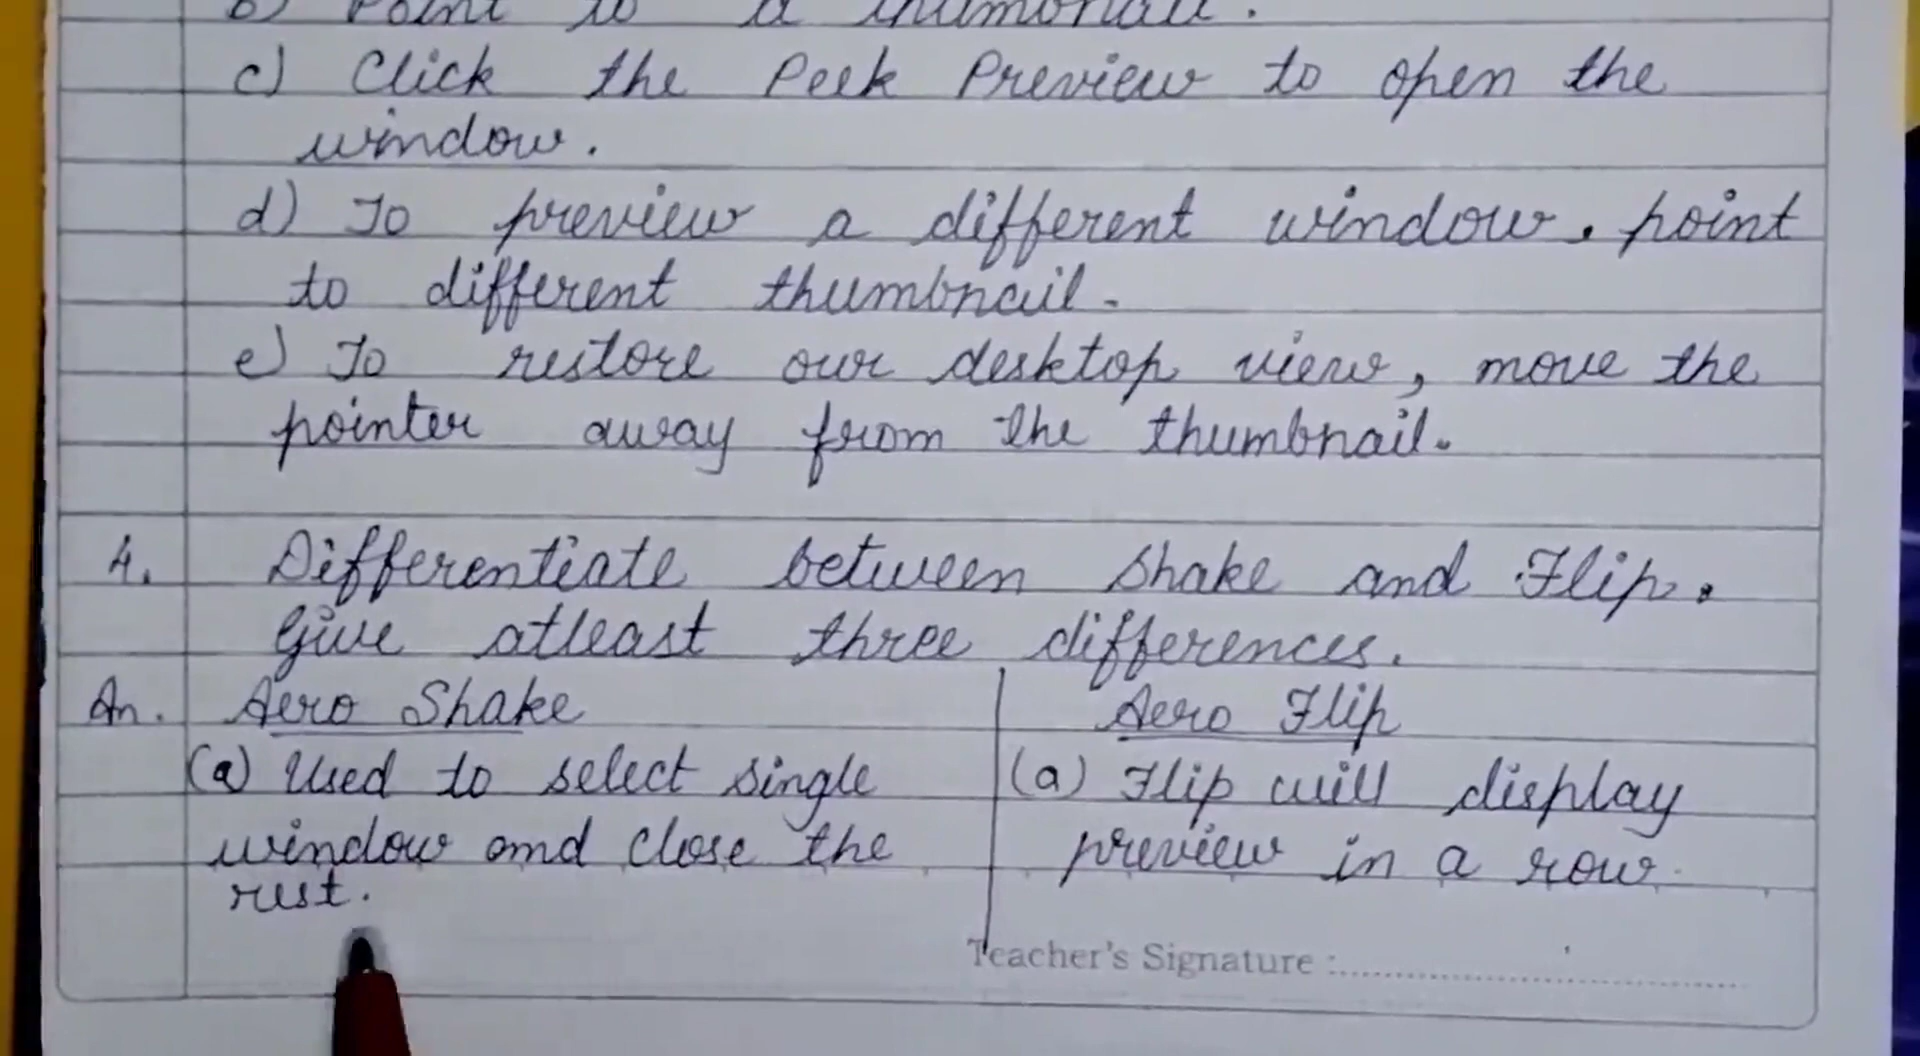 b) Point to a thumbnail.
c) Click the Peek Preview to open the
window.
d) To preview a different window, point
to different thumbnail.
e) To restore our desktop view, move the
pointer away from the thumbnail.
4. Differentiate between Shake and Flip.
Give atleast three differences.
An. Aero Shake Aero Flip
(a) Used to select single (a) Flip will display
window and close the preview in a row.
rest.
Teacher's Signature :